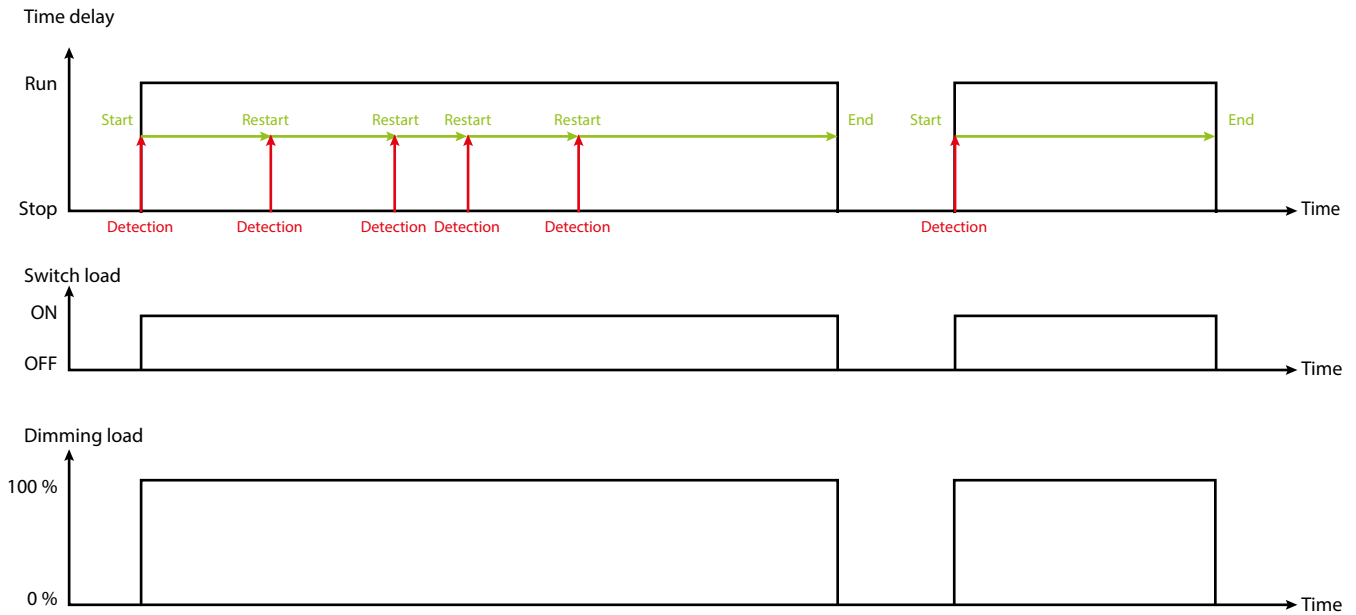 Time delay
Run
Start Restart Restart Restart Restart End Start End
Stop
Time
Detection Detection Detection Detection Detection Detection
Switch load
ON
OFF
Time
Dimming load
100 %
0 %
Time